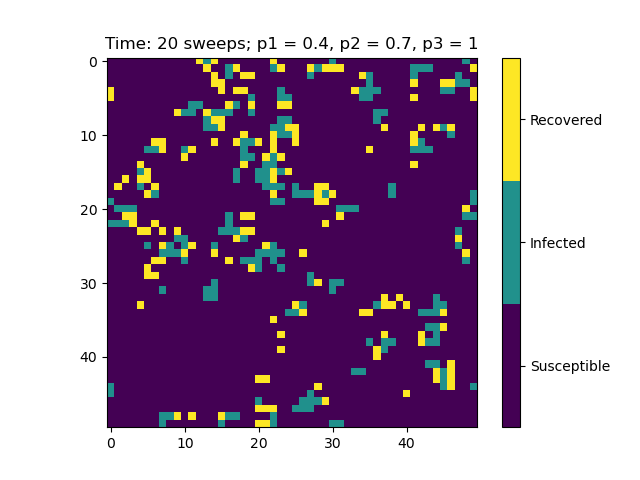 Time: 20 sweeps; p1 = 0.4, p2 = 0.7, p3 = 1
0
10
20
30
40
0
10
20
30
40
Recovered
Infected
Susceptible